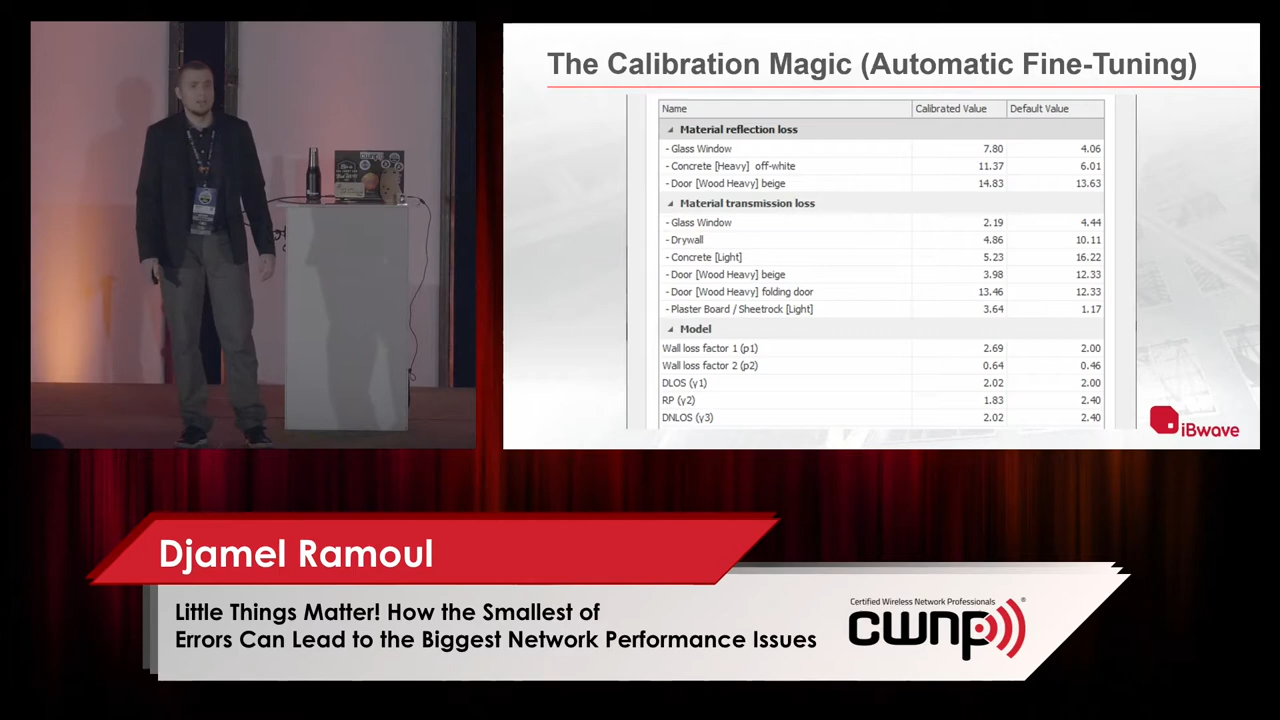 The Calibration Magic (Automatic Fine-Tuning)
Name Calibrated Value Default Value
Material reflection loss
- Glass Window 7.80 4.06
- Concrete [Heavy] off-white 11.37 6.01
- Door [Wood Heavy] beige 14.83 13.63
Material transmission loss
- Glass Window 2.19 4.44
- Drywall 4.86 10.11
- Concrete [Light] 5.23 16.22
- Door [Wood Heavy] beige 3.98 12.33
- Door [Wood Heavy] folding door 13.46 12.33
- Plaster Board / Sheetrock [Light] 3.64 1.17
Model
Wall loss factor 1 (p1) 2.69 2.00
Wall loss factor 2 (p2) 0.64 0.46
DLOS (γ1) 2.02 2.00
RP (γ2) 1.83 2.40
DNLOS (γ3) 2.02 2.40
iBwave
Djamel Ramoul
Little Things Matter! How the Smallest of
Errors Can Lead to the Biggest Network Performance Issues
Certified Wireless Network Professionals
cwnp
®